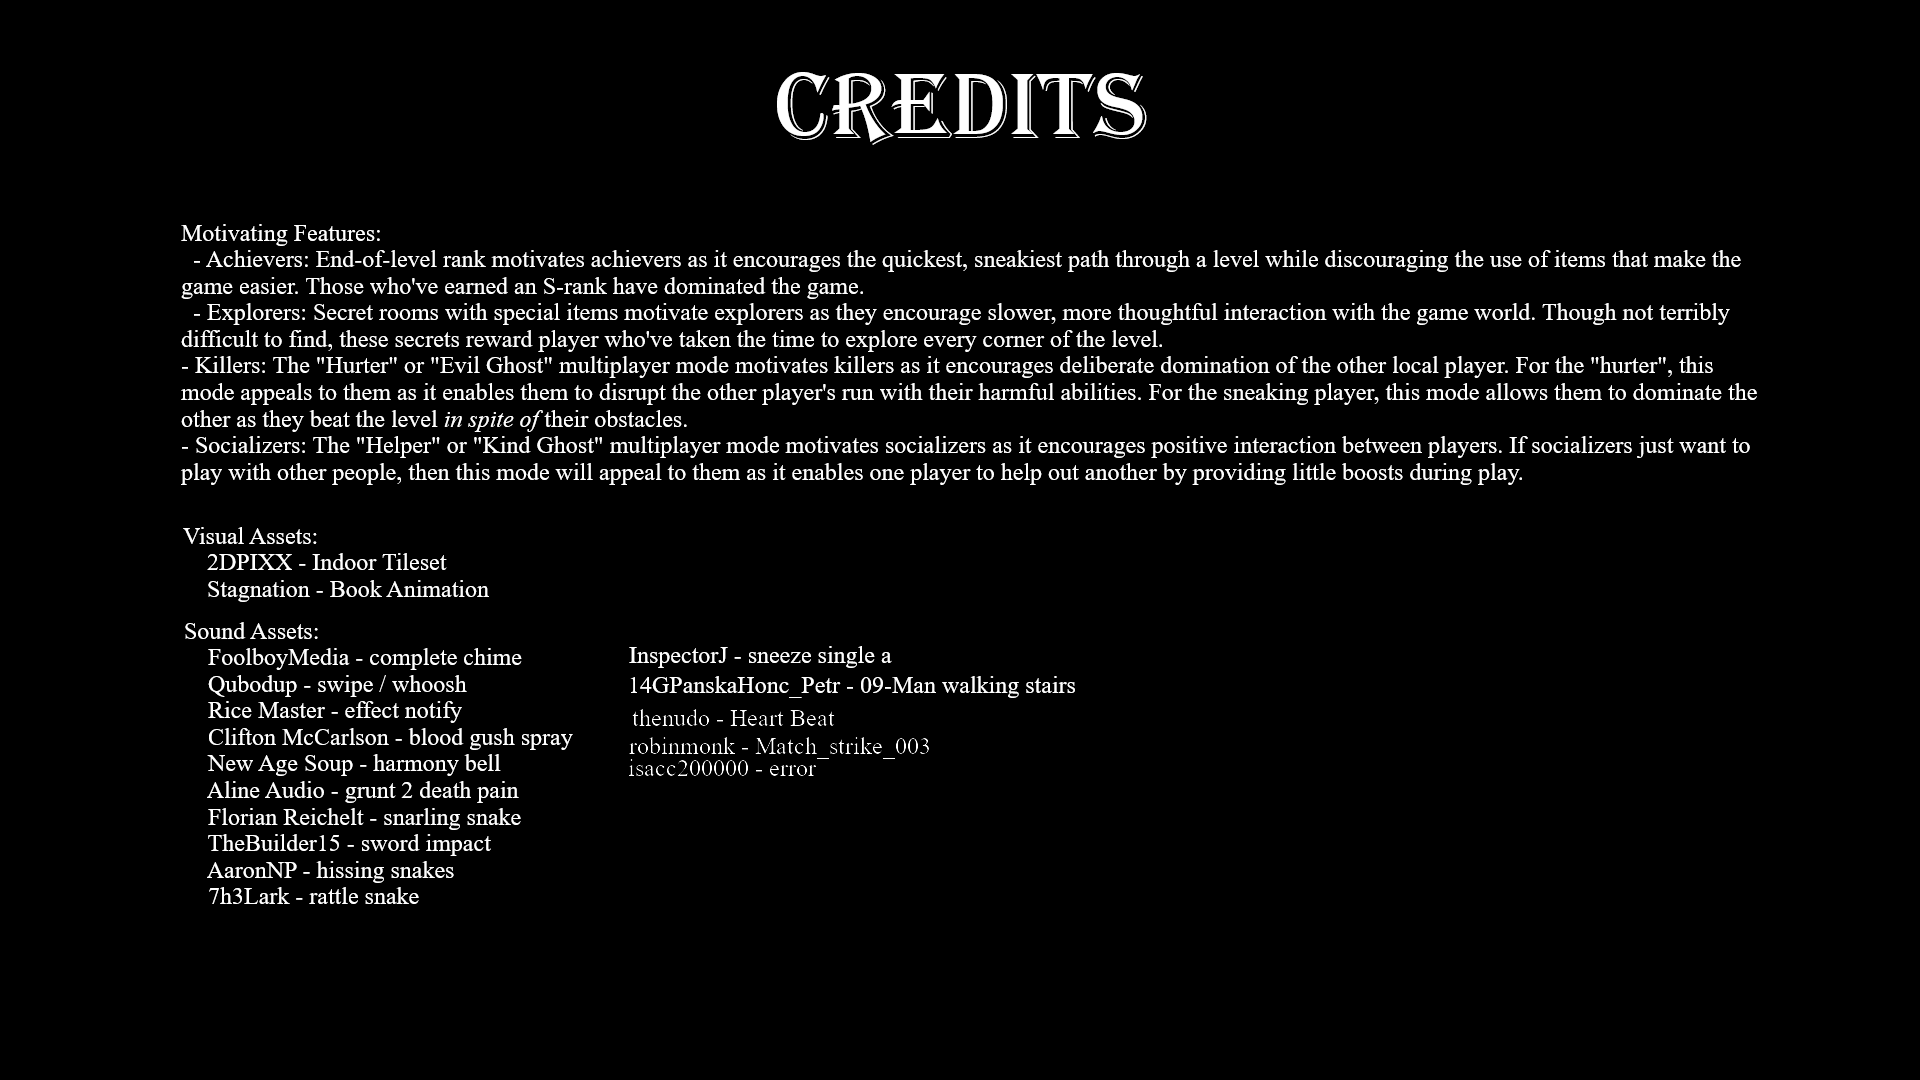 CREDITS
Motivating Features:
- Achievers: End-of-level rank motivates achievers as it encourages the quickest, sneakiest path through a level while discouraging the use of items that make the
game easier. Those who've earned an S-rank have dominated the game.
- Explorers: Secret rooms with special items motivate explorers as they encourage slower, more thoughtful interaction with the game world. Though not terribly
difficult to find, these secrets reward player who've taken the time to explore every corner of the level.
- Killers: The "Hurter" or "Evil Ghost" multiplayer mode motivates killers as it encourages deliberate domination of the other local player. For the "hurter", this
mode appeals to them as it enables them to disrupt the other player's run with their harmful abilities. For the sneaking player, this mode allows them to dominate the
other as they beat the level in spite of their obstacles.
- Socializers: The "Helper" or "Kind Ghost" multiplayer mode motivates socializers as it encourages positive interaction between players. If socializers just want to
play with other people, then this mode will appeal to them as it enables one player to help out another by providing little boosts during play.
Visual Assets:
2DPIXX - Indoor Tileset
Stagnation - Book Animation
Sound Assets:
FoolboyMedia - complete chime
Qubodup - swipe / whoosh
Rice Master - effect notify
Clifton McCarlson - blood gush spray
New Age Soup - harmony bell
Aline Audio - grunt 2 death pain
Florian Reichelt - snarling snake
TheBuilder15 - sword impact
AaronNP - hissing snakes
7h3Lark - rattle snake
InspectorJ - sneeze single a
14GPanskaHonc_Petr - 09-Man walking stairs
thenudo - Heart Beat
robinmonk - Match_strike_003
isacc200000 - error